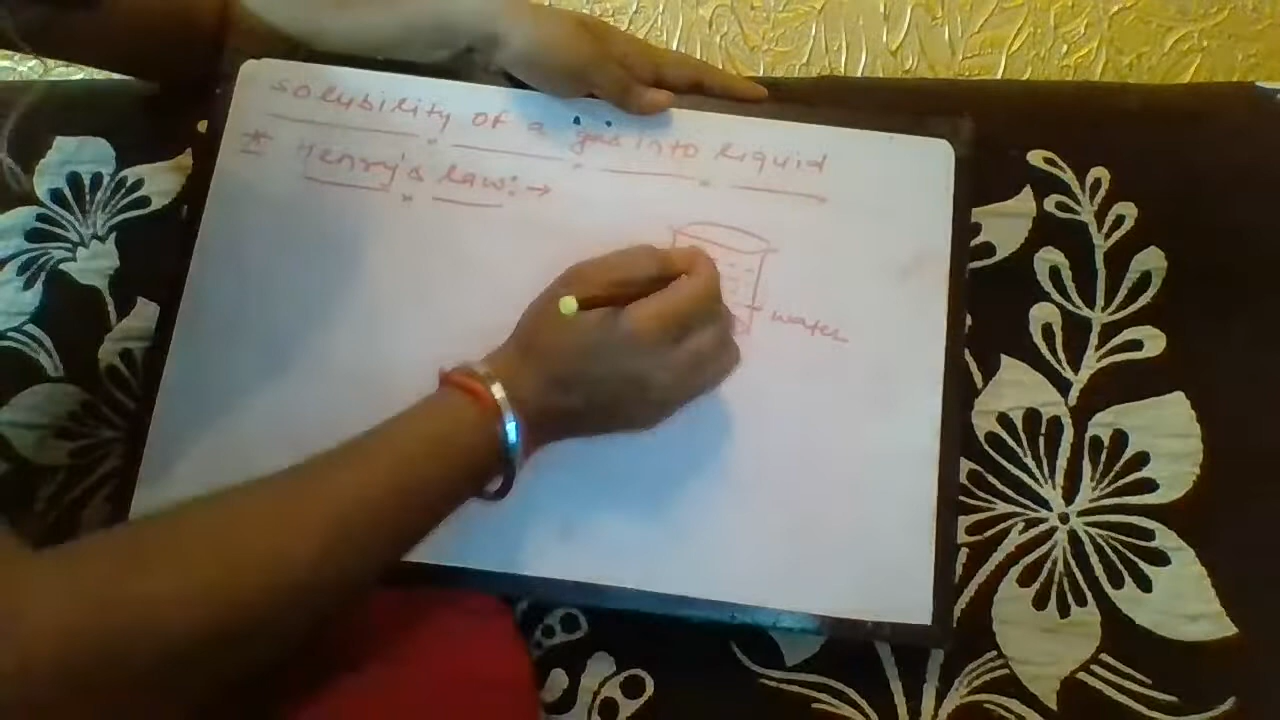 solubility of a gas into liquid
* Henry's law:→
water